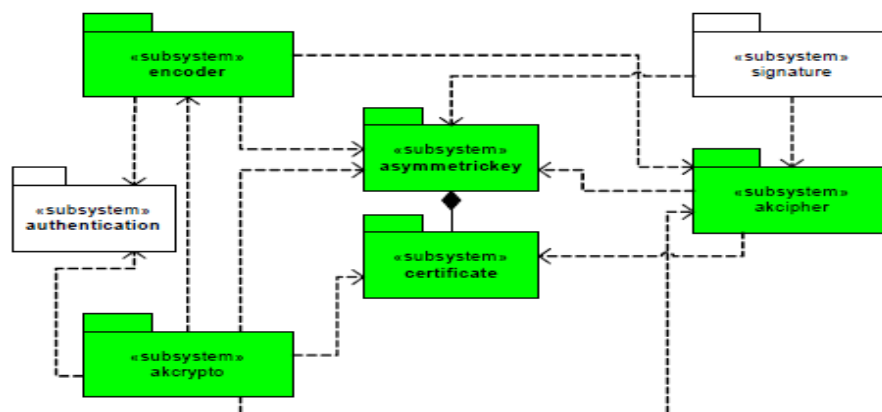 «subsystem»
encoder
«subsystem»
signature
«subsystem»
asymmetrickey
«subsystem»
akcipher
«subsystem»
authentication
«subsystem»
certificate
«subsystem»
akcrypto